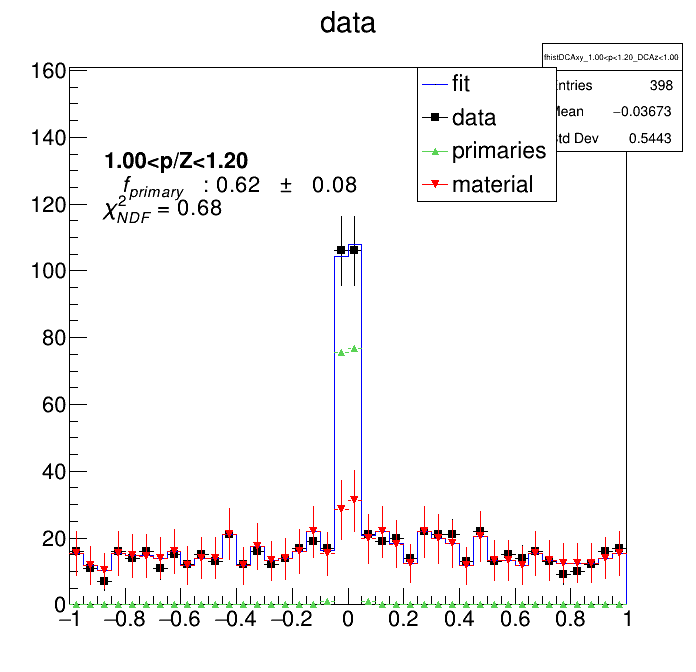 data
fhistDCAxy_1.00<p<1.20_DCAz<1.00
Entries 398
Mean −0.03673
Std Dev 0.5443
fit
data
primaries
material
1.00<p/Z<1.20
f_primary : 0.62 ± 0.08
χ²_NDF = 0.68
160
140
120
100
80
60
40
20
0
−1 −0.8 −0.6 −0.4 −0.2 0 0.2 0.4 0.6 0.8 1